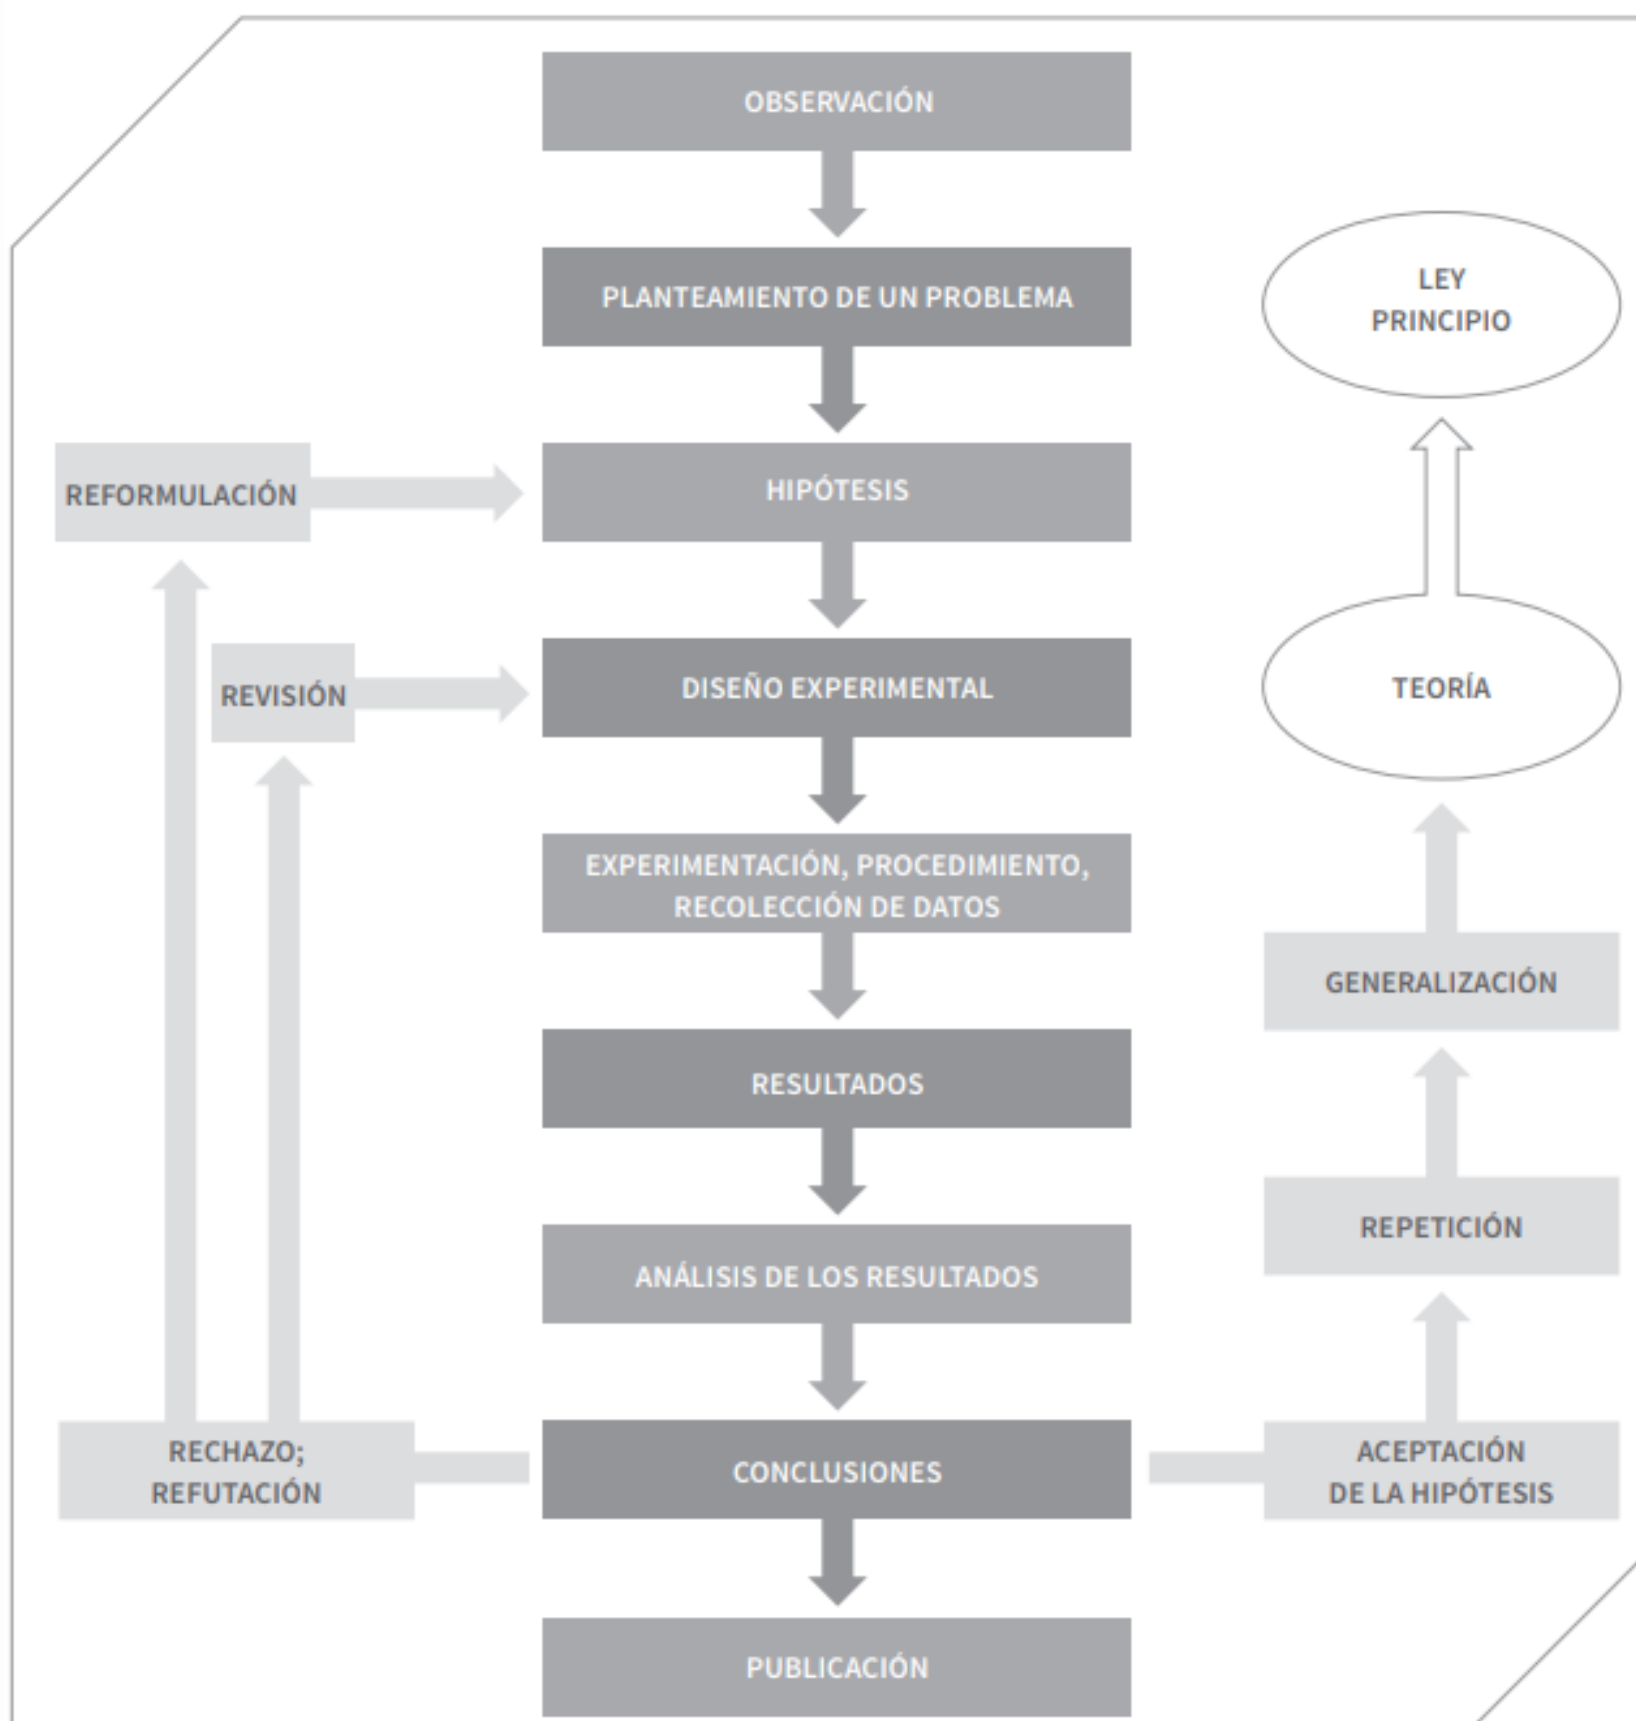 OBSERVACIÓN
PLANTEAMIENTO DE UN PROBLEMA
LEY
PRINCIPIO
REFORMULACIÓN
HIPÓTESIS
REVISIÓN
DISEÑO EXPERIMENTAL
TEORÍA
EXPERIMENTACIÓN, PROCEDIMIENTO,
RECOLECCIÓN DE DATOS
GENERALIZACIÓN
RESULTADOS
REPETICIÓN
ANÁLISIS DE LOS RESULTADOS
RECHAZO;
REFUTACIÓN
CONCLUSIONES
ACEPTACIÓN
DE LA HIPÓTESIS
PUBLICACIÓN